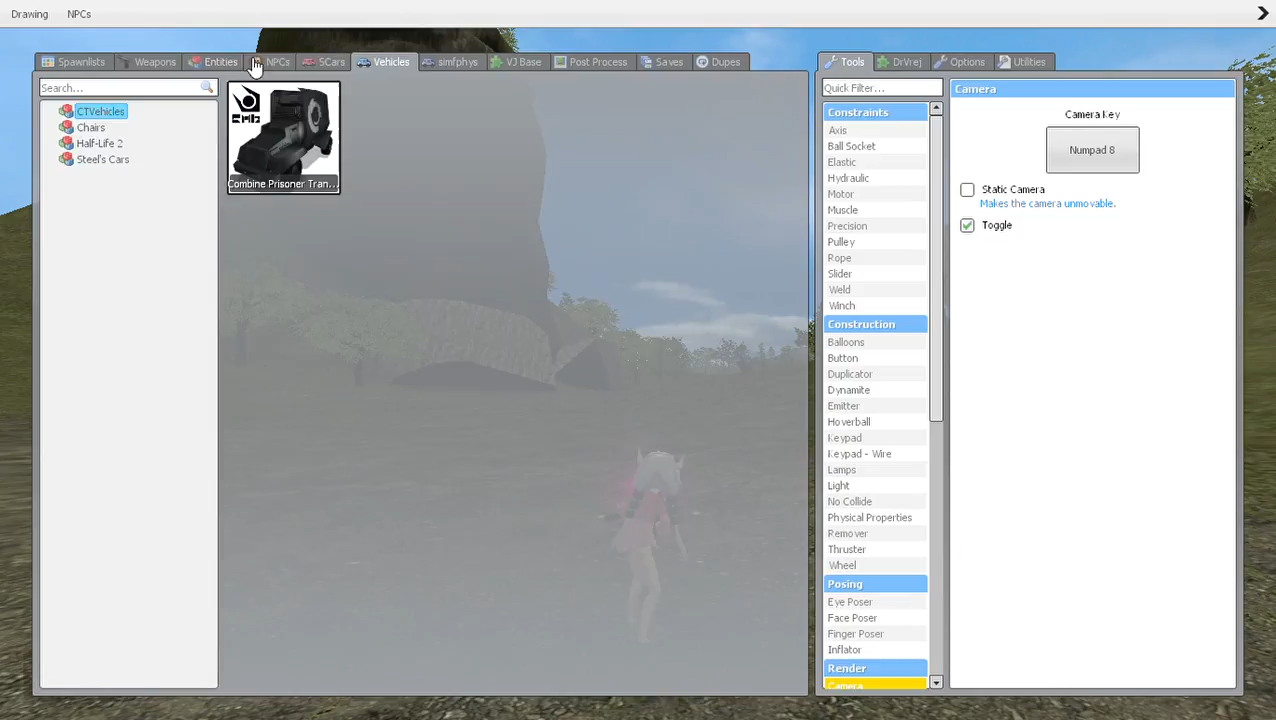 Drawing NPCs
Spawnlists Weapons Entities NPCs SCars Vehicles simfphys VJ Base Post Process Saves Dupes
Tools DrVrej Options Utilities
Search...
CTVehicles
Chairs
Half-Life 2
Steel's Cars
Combine Prisoner Tran...
Quick Filter...
Constraints
Axis
Ball Socket
Elastic
Hydraulic
Motor
Muscle
Precision
Pulley
Rope
Slider
Weld
Winch
Construction
Balloons
Button
Duplicator
Dynamite
Emitter
Hoverball
Keypad
Keypad - Wire
Lamps
Light
No Collide
Physical Properties
Remover
Thruster
Wheel
Posing
Eye Poser
Face Poser
Finger Poser
Inflator
Render
Camera
Camera
Camera Key
Numpad 8
Static Camera
Makes the camera unmovable.
Toggle